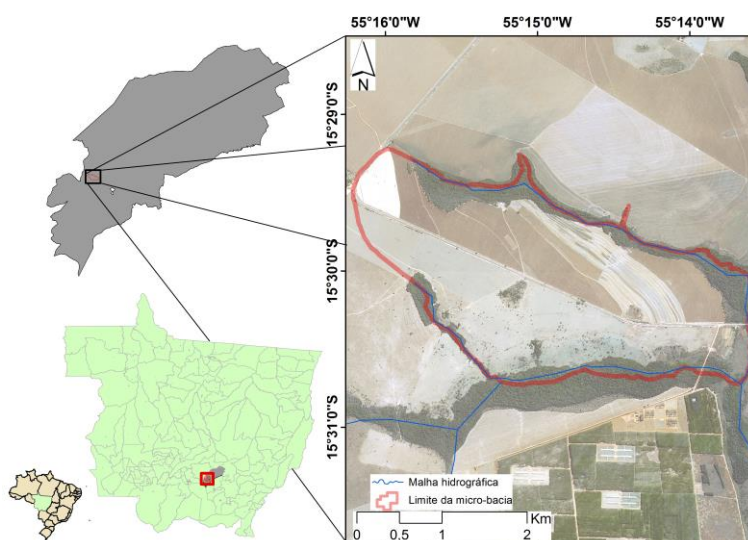 55°16'0"W 55°15'0"W 55°14'0"W
15°29'0"S
15°30'0"S
15°31'0"S
N
Malha hidrográfica
Limite da micro-bacia
Km
0 0.5 1 2